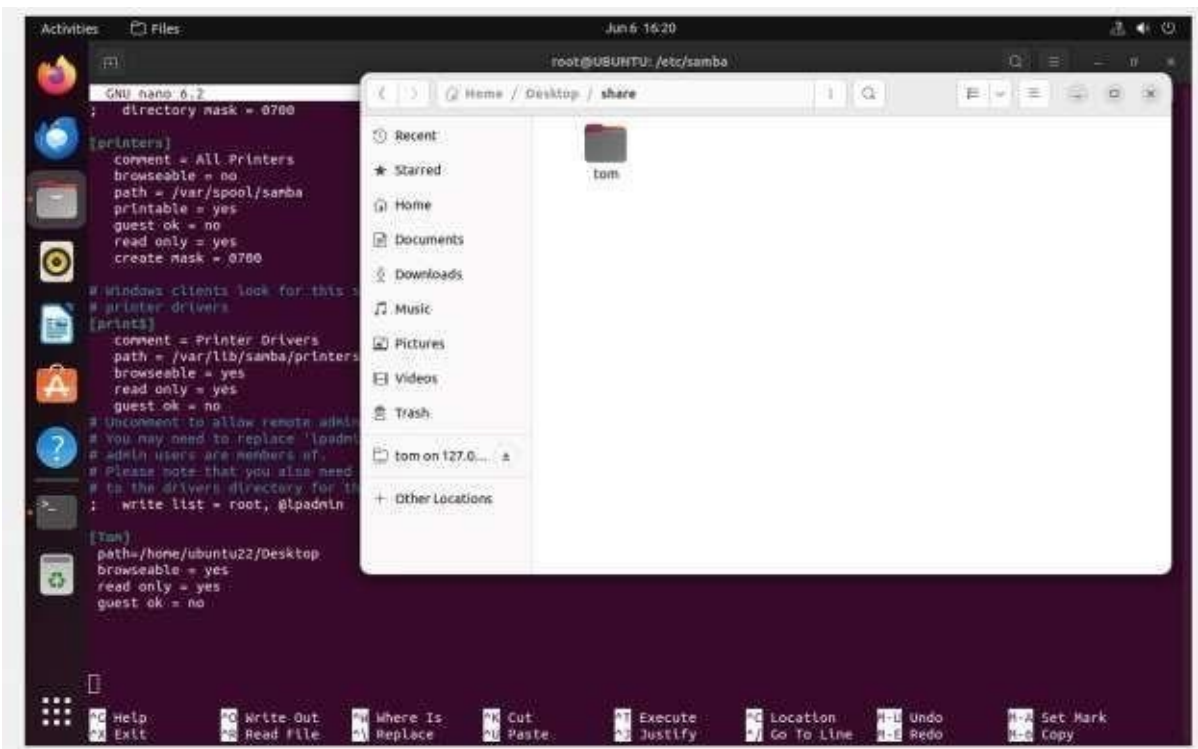 Activities Files Jun 6 16:20
root@UBUNTU: /etc/samba
GNU nano 6.2
; directory mask = 0700
[printers]
comment = All Printers
browseable = no
path = /var/spool/samba
printable = yes
guest ok = no
read only = yes
create mask = 0700
# Windows clients look for this s
# printer drivers
[print$]
comment = Printer Drivers
path = /var/lib/samba/printers
browseable = yes
read only = yes
guest ok = no
# Uncomment to allow remote admin
# You may need to replace 'lpadmi
# admin users are members of.
# Please note that you also need
# to the drivers directory for th
; write list = root, @lpadmin
[Tom]
path=/home/ubuntu22/Desktop
browseable = yes
read only = yes
guest ok = no
Home / Desktop / share
Recent
Starred
Home
Documents
Downloads
Music
Pictures
Videos
Trash
tom on 127.0...
+ Other Locations
tom
^G Help ^O Write Out ^W Where Is ^K Cut ^T Execute ^C Location M-U Undo M-A Set Mark
^X Exit ^R Read File ^\ Replace ^U Paste ^J Justify ^/ Go To Line M-E Redo M-6 Copy